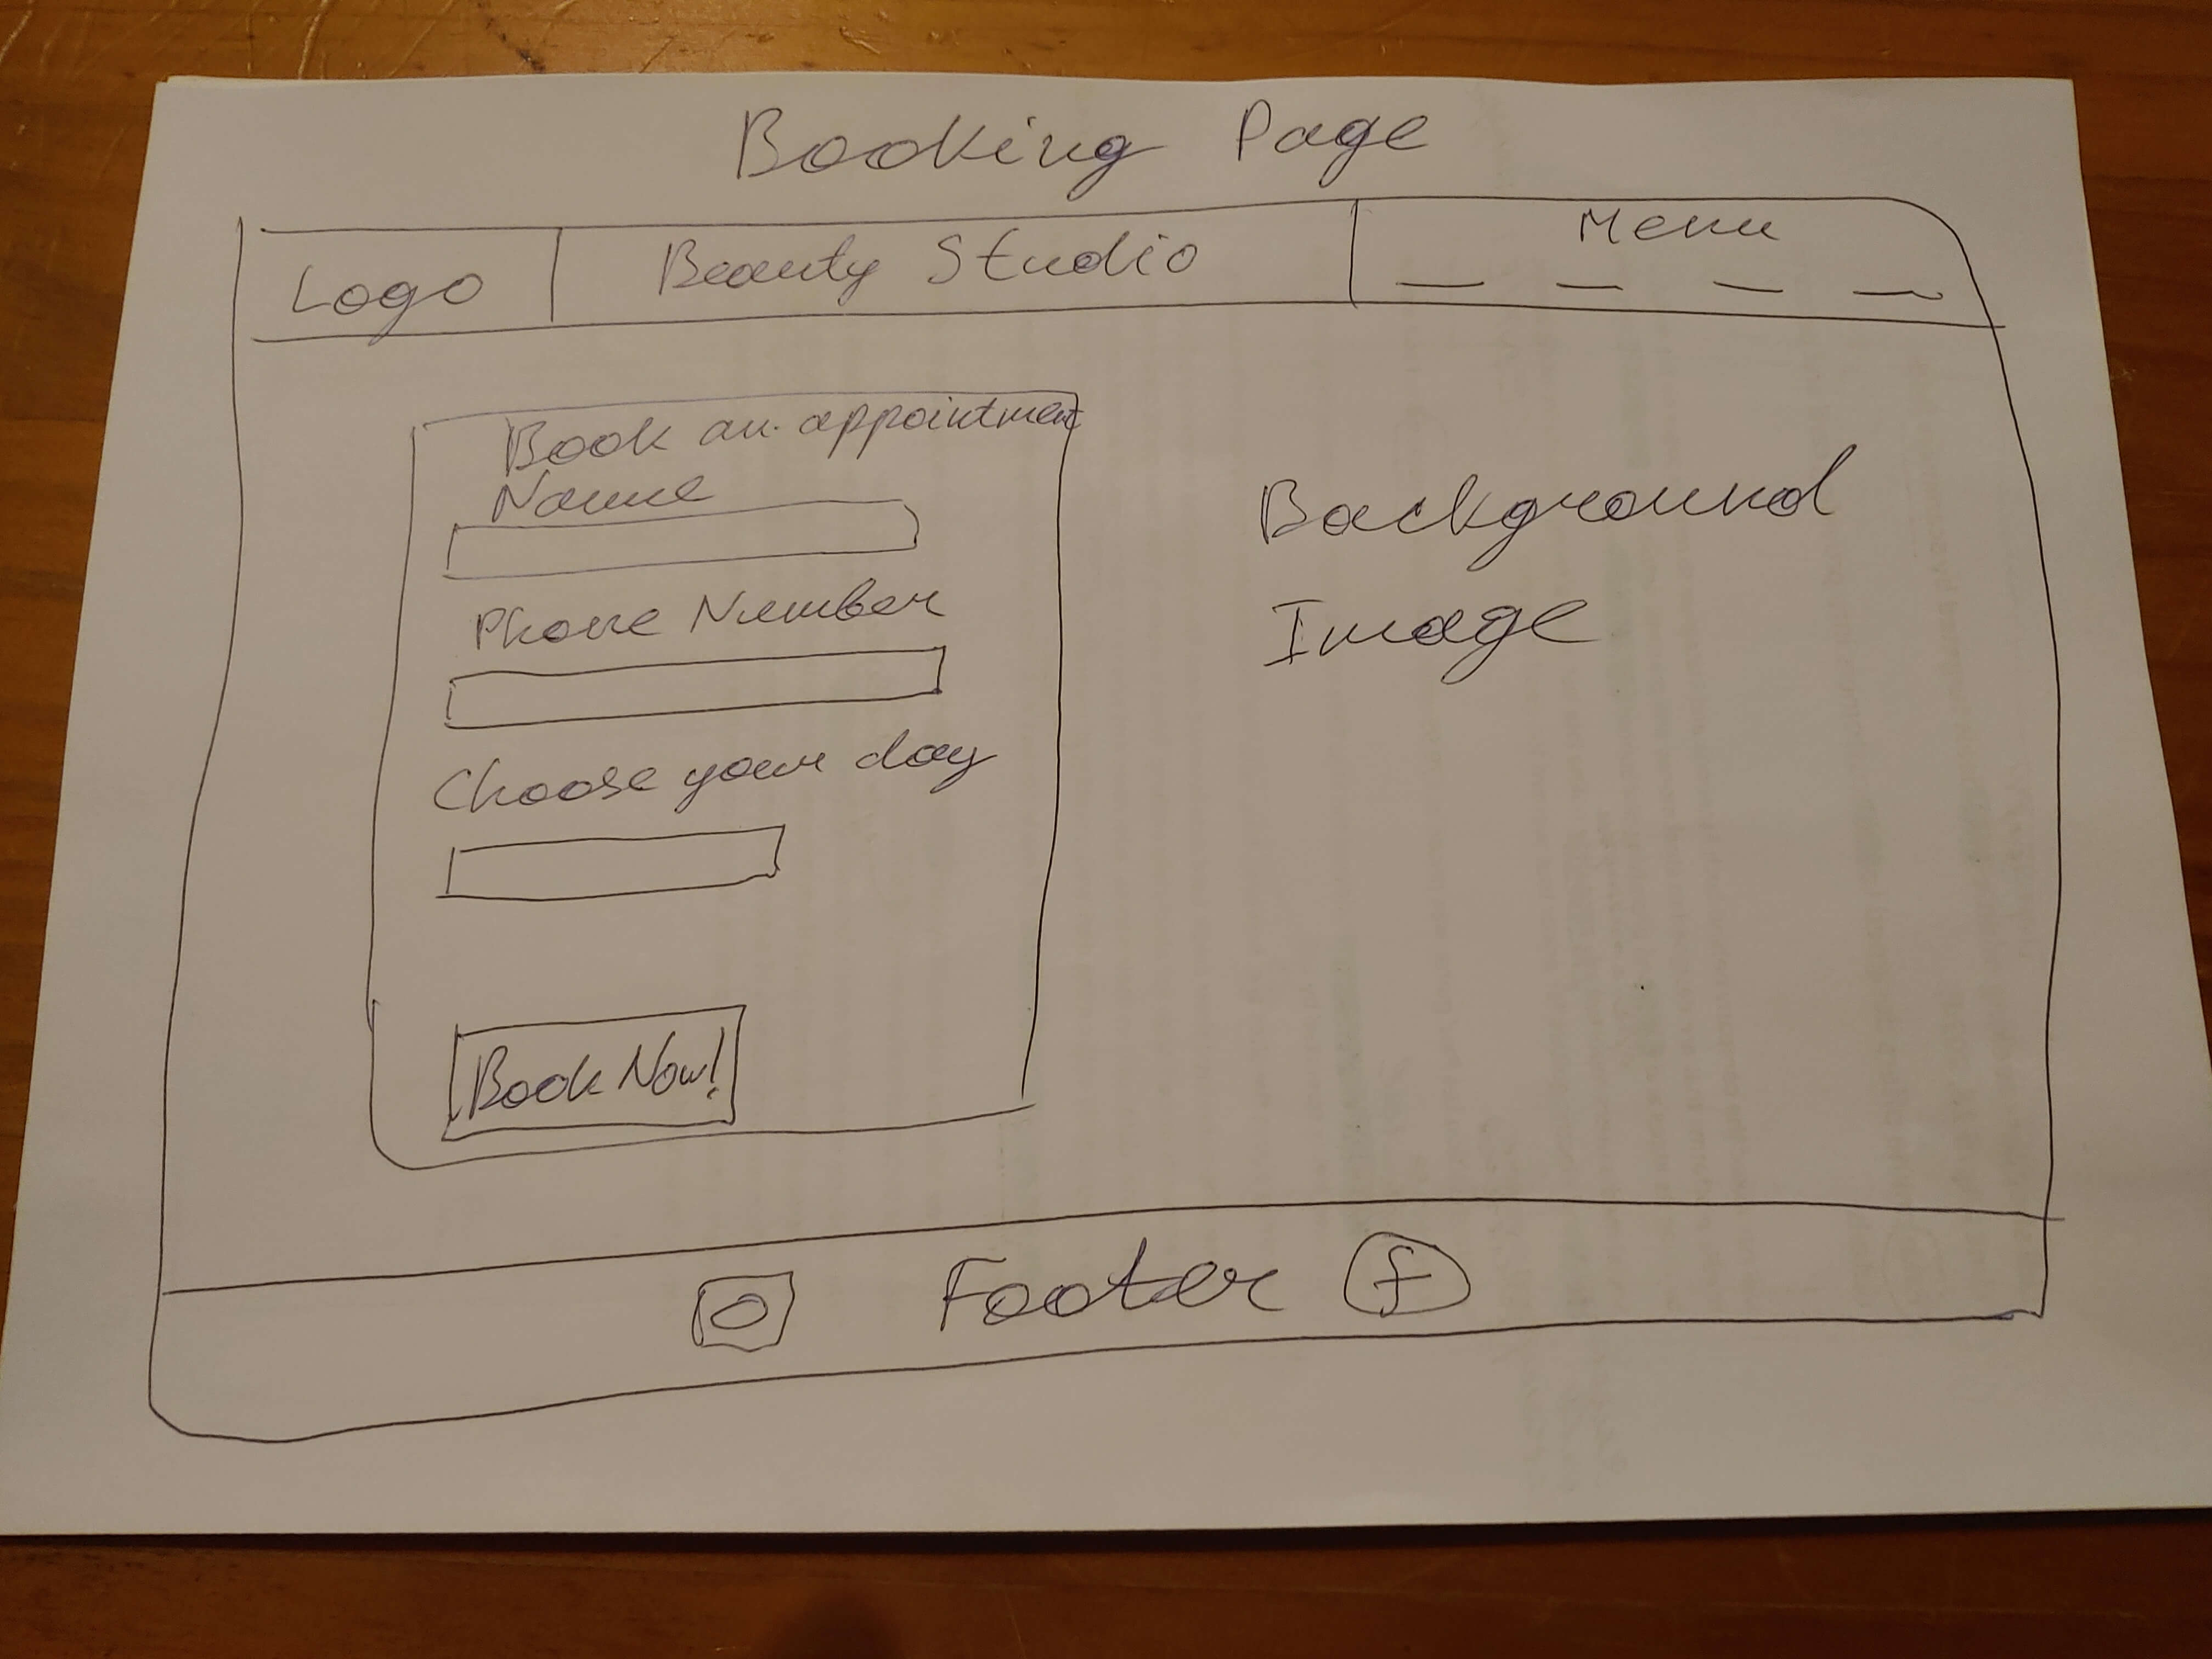 Booking Page
Logo
Beauty Studio
Menu
Book an appointment
Name
Phone Number
Choose your day
Book Now!
Background
Image
Footer f